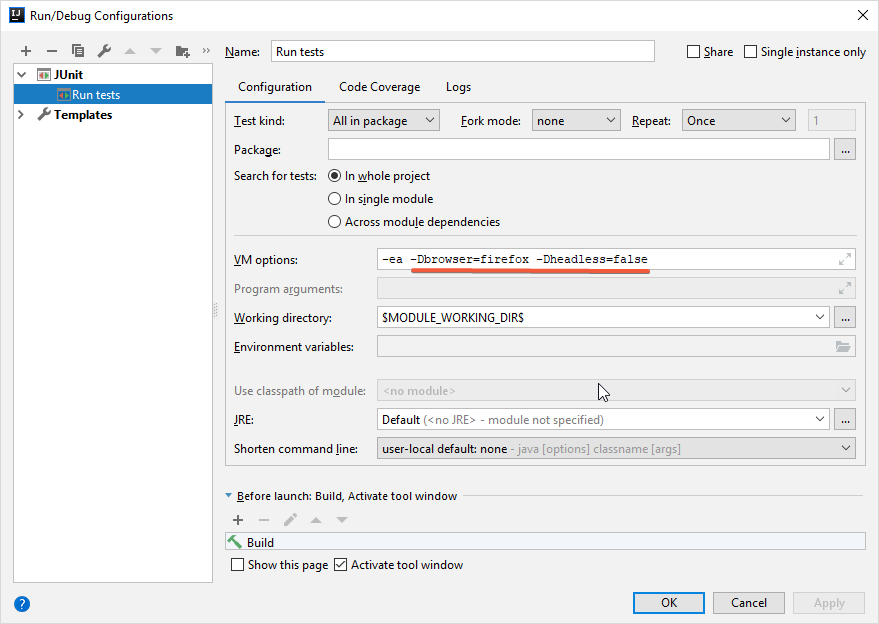 Run/Debug Configurations
Name: Run tests Share Single instance only
JUnit
Run tests
Templates
Configuration Code Coverage Logs
Test kind: All in package Fork mode: none Repeat: Once 1
Package: ...
Search for tests: In whole project
In single module
Across module dependencies
VM options: -ea -Dbrowser=firefox -Dheadless=false
Program arguments:
Working directory: $MODULE_WORKING_DIR$ ...
Environment variables:
Use classpath of module: <no module>
JRE: Default (<no JRE> - module not specified) ...
Shorten command line: user-local default: none - java [options] classname [args]
Before launch: Build, Activate tool window
Build
Show this page Activate tool window
? OK Cancel Apply